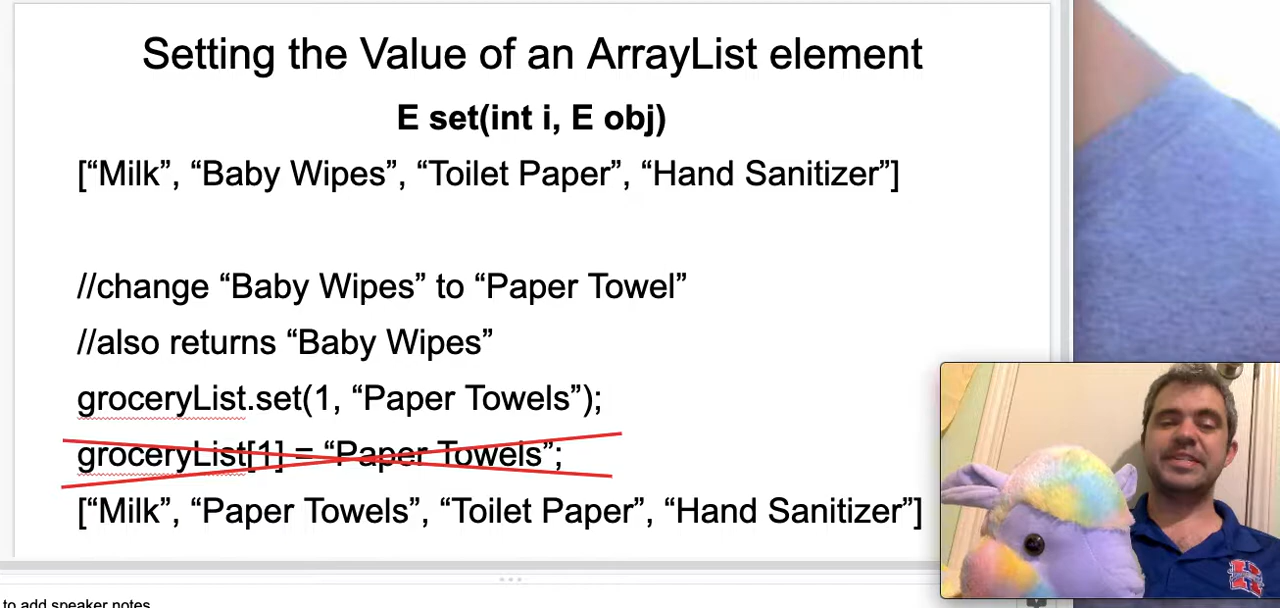 Setting the Value of an ArrayList element
E set(int i, E obj)
[“Milk”, “Baby Wipes”, “Toilet Paper”, “Hand Sanitizer”]
//change “Baby Wipes” to “Paper Towel”
//also returns “Baby Wipes”
groceryList.set(1, “Paper Towels”);
groceryList[1] = “Paper Towels”;
[“Milk”, “Paper Towels”, “Toilet Paper”, “Hand Sanitizer”]
to add speaker notes